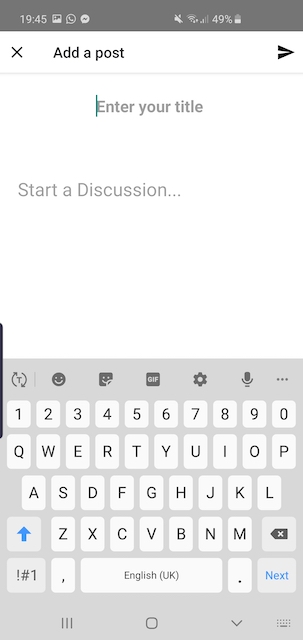 19:45 49%
Add a post
Enter your title
Start a Discussion...
T
GIF
1 2 3 4 5 6 7 8 9 0
Q W E R T Y U I O P
A S D F G H J K L
Z X C V B N M
!#1 , English (UK) . Next